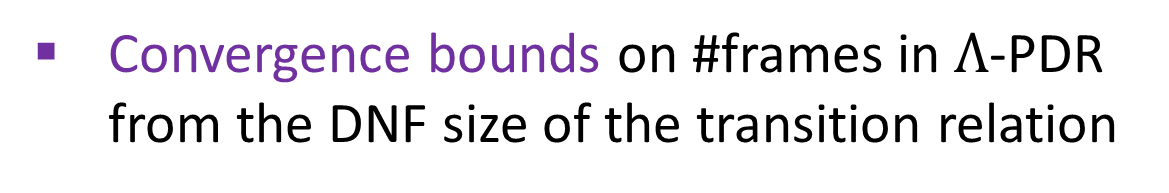 ▪ Convergence bounds on #frames in Λ-PDR
from the DNF size of the transition relation